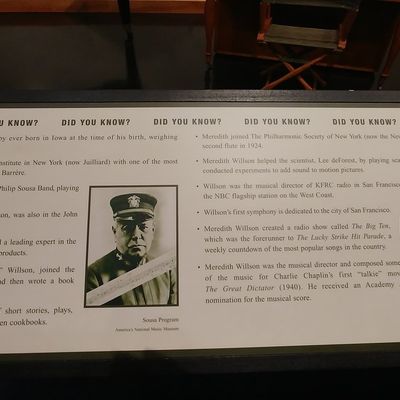 U KNOW? DID YOU KNOW? DID YOU KNOW? DID YOU KNOW? DID YOU KNOW?
by ever born in Iowa at the time of his birth, weighing
nstitute in New York (now Juilliard) with one of the most
Barrère.
Philip Sousa Band, playing
son, was also in the John
d a leading expert in the
products.
" Willson, joined the
nd then wrote a book
f short stories, plays,
en cookbooks.
Sousa Program
America's National Music Museum
• Meredith joined The Philharmonic Society of New York (now the New
second flute in 1924.
• Meredith Willson helped the scientist, Lee deForest, by playing
conducted experiments to add sound to motion pictures.
• Willson was the musical director of KFRC radio in San Francisco
the NBC flagship station on the West Coast.
• Willson's first symphony is dedicated to the city of San Francisco.
• Meredith Willson created a radio show called The Big Ten,
which was the forerunner to The Lucky Strike Hit Parade, a
weekly countdown of the most popular songs in the country.
• Meredith Willson was the musical director and composed some
of the music for Charlie Chaplin's first "talkie" mov
The Great Dictator (1940). He received an Academy
nomination for the musical score.